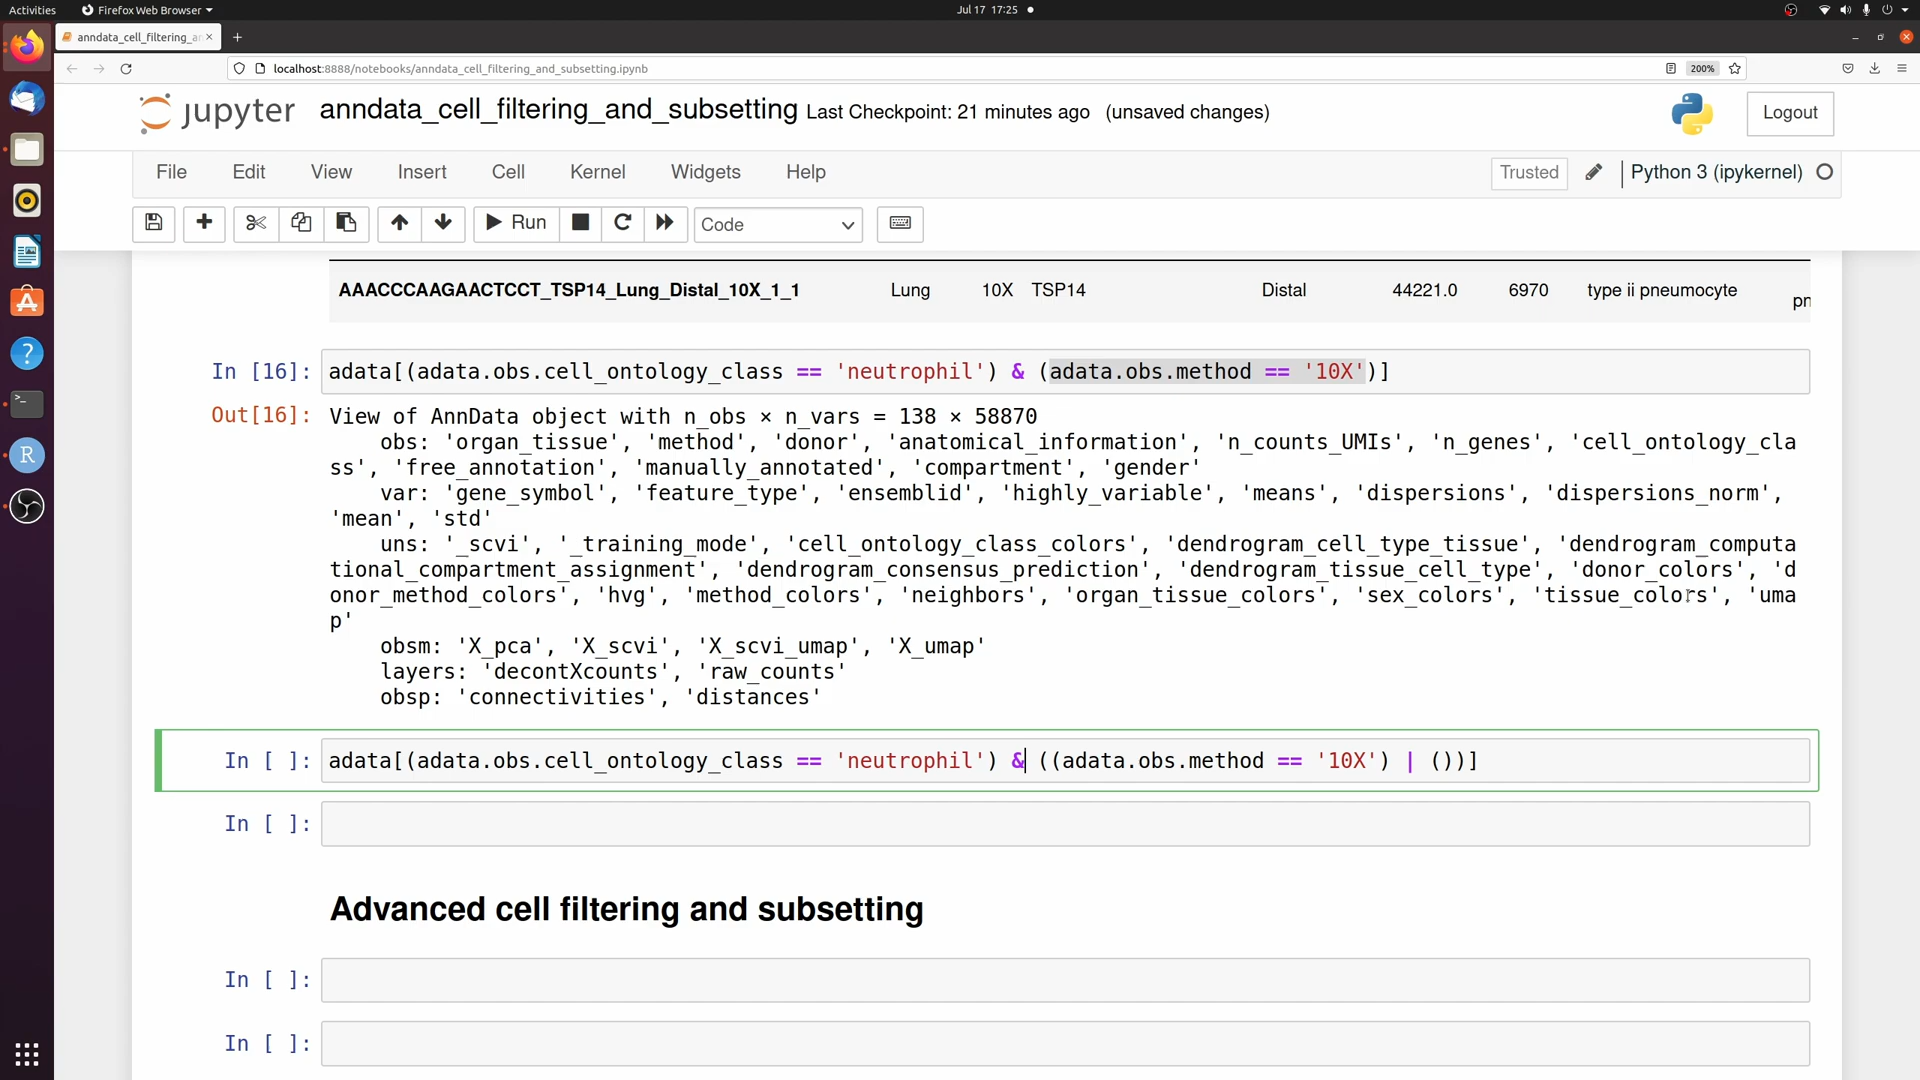 Activities Firefox Web Browser Jul 17 17:25
anndata_cell_filtering_an
localhost:8888/notebooks/anndata_cell_filtering_and_subsetting.ipynb 200%
jupyter anndata_cell_filtering_and_subsetting Last Checkpoint: 21 minutes ago (unsaved changes) Logout
File Edit View Insert Cell Kernel Widgets Help Trusted Python 3 (ipykernel)
Run Code
AAACCCAAGAACTCCT_TSP14_Lung_Distal_10X_1_1 Lung 10X TSP14 Distal 44221.0 6970 type ii pneumocyte pn
In [16]: adata[(adata.obs.cell_ontology_class == 'neutrophil') & (adata.obs.method == '10X')]
Out[16]: View of AnnData object with n_obs × n_vars = 138 × 58870
obs: 'organ_tissue', 'method', 'donor', 'anatomical_information', 'n_counts_UMIs', 'n_genes', 'cell_ontology_cla
ss', 'free_annotation', 'manually_annotated', 'compartment', 'gender'
var: 'gene_symbol', 'feature_type', 'ensemblid', 'highly_variable', 'means', 'dispersions', 'dispersions_norm',
'mean', 'std'
uns: '_scvi', '_training_mode', 'cell_ontology_class_colors', 'dendrogram_cell_type_tissue', 'dendrogram_computa
tional_compartment_assignment', 'dendrogram_consensus_prediction', 'dendrogram_tissue_cell_type', 'donor_colors', 'd
onor_method_colors', 'hvg', 'method_colors', 'neighbors', 'organ_tissue_colors', 'sex_colors', 'tissue_colors', 'uma
p'
obsm: 'X_pca', 'X_scvi', 'X_scvi_umap', 'X_umap'
layers: 'decontXcounts', 'raw_counts'
obsp: 'connectivities', 'distances'
In [ ]: adata[(adata.obs.cell_ontology_class == 'neutrophil') & ((adata.obs.method == '10X') | ())]
In [ ]:
Advanced cell filtering and subsetting
In [ ]:
In [ ]: